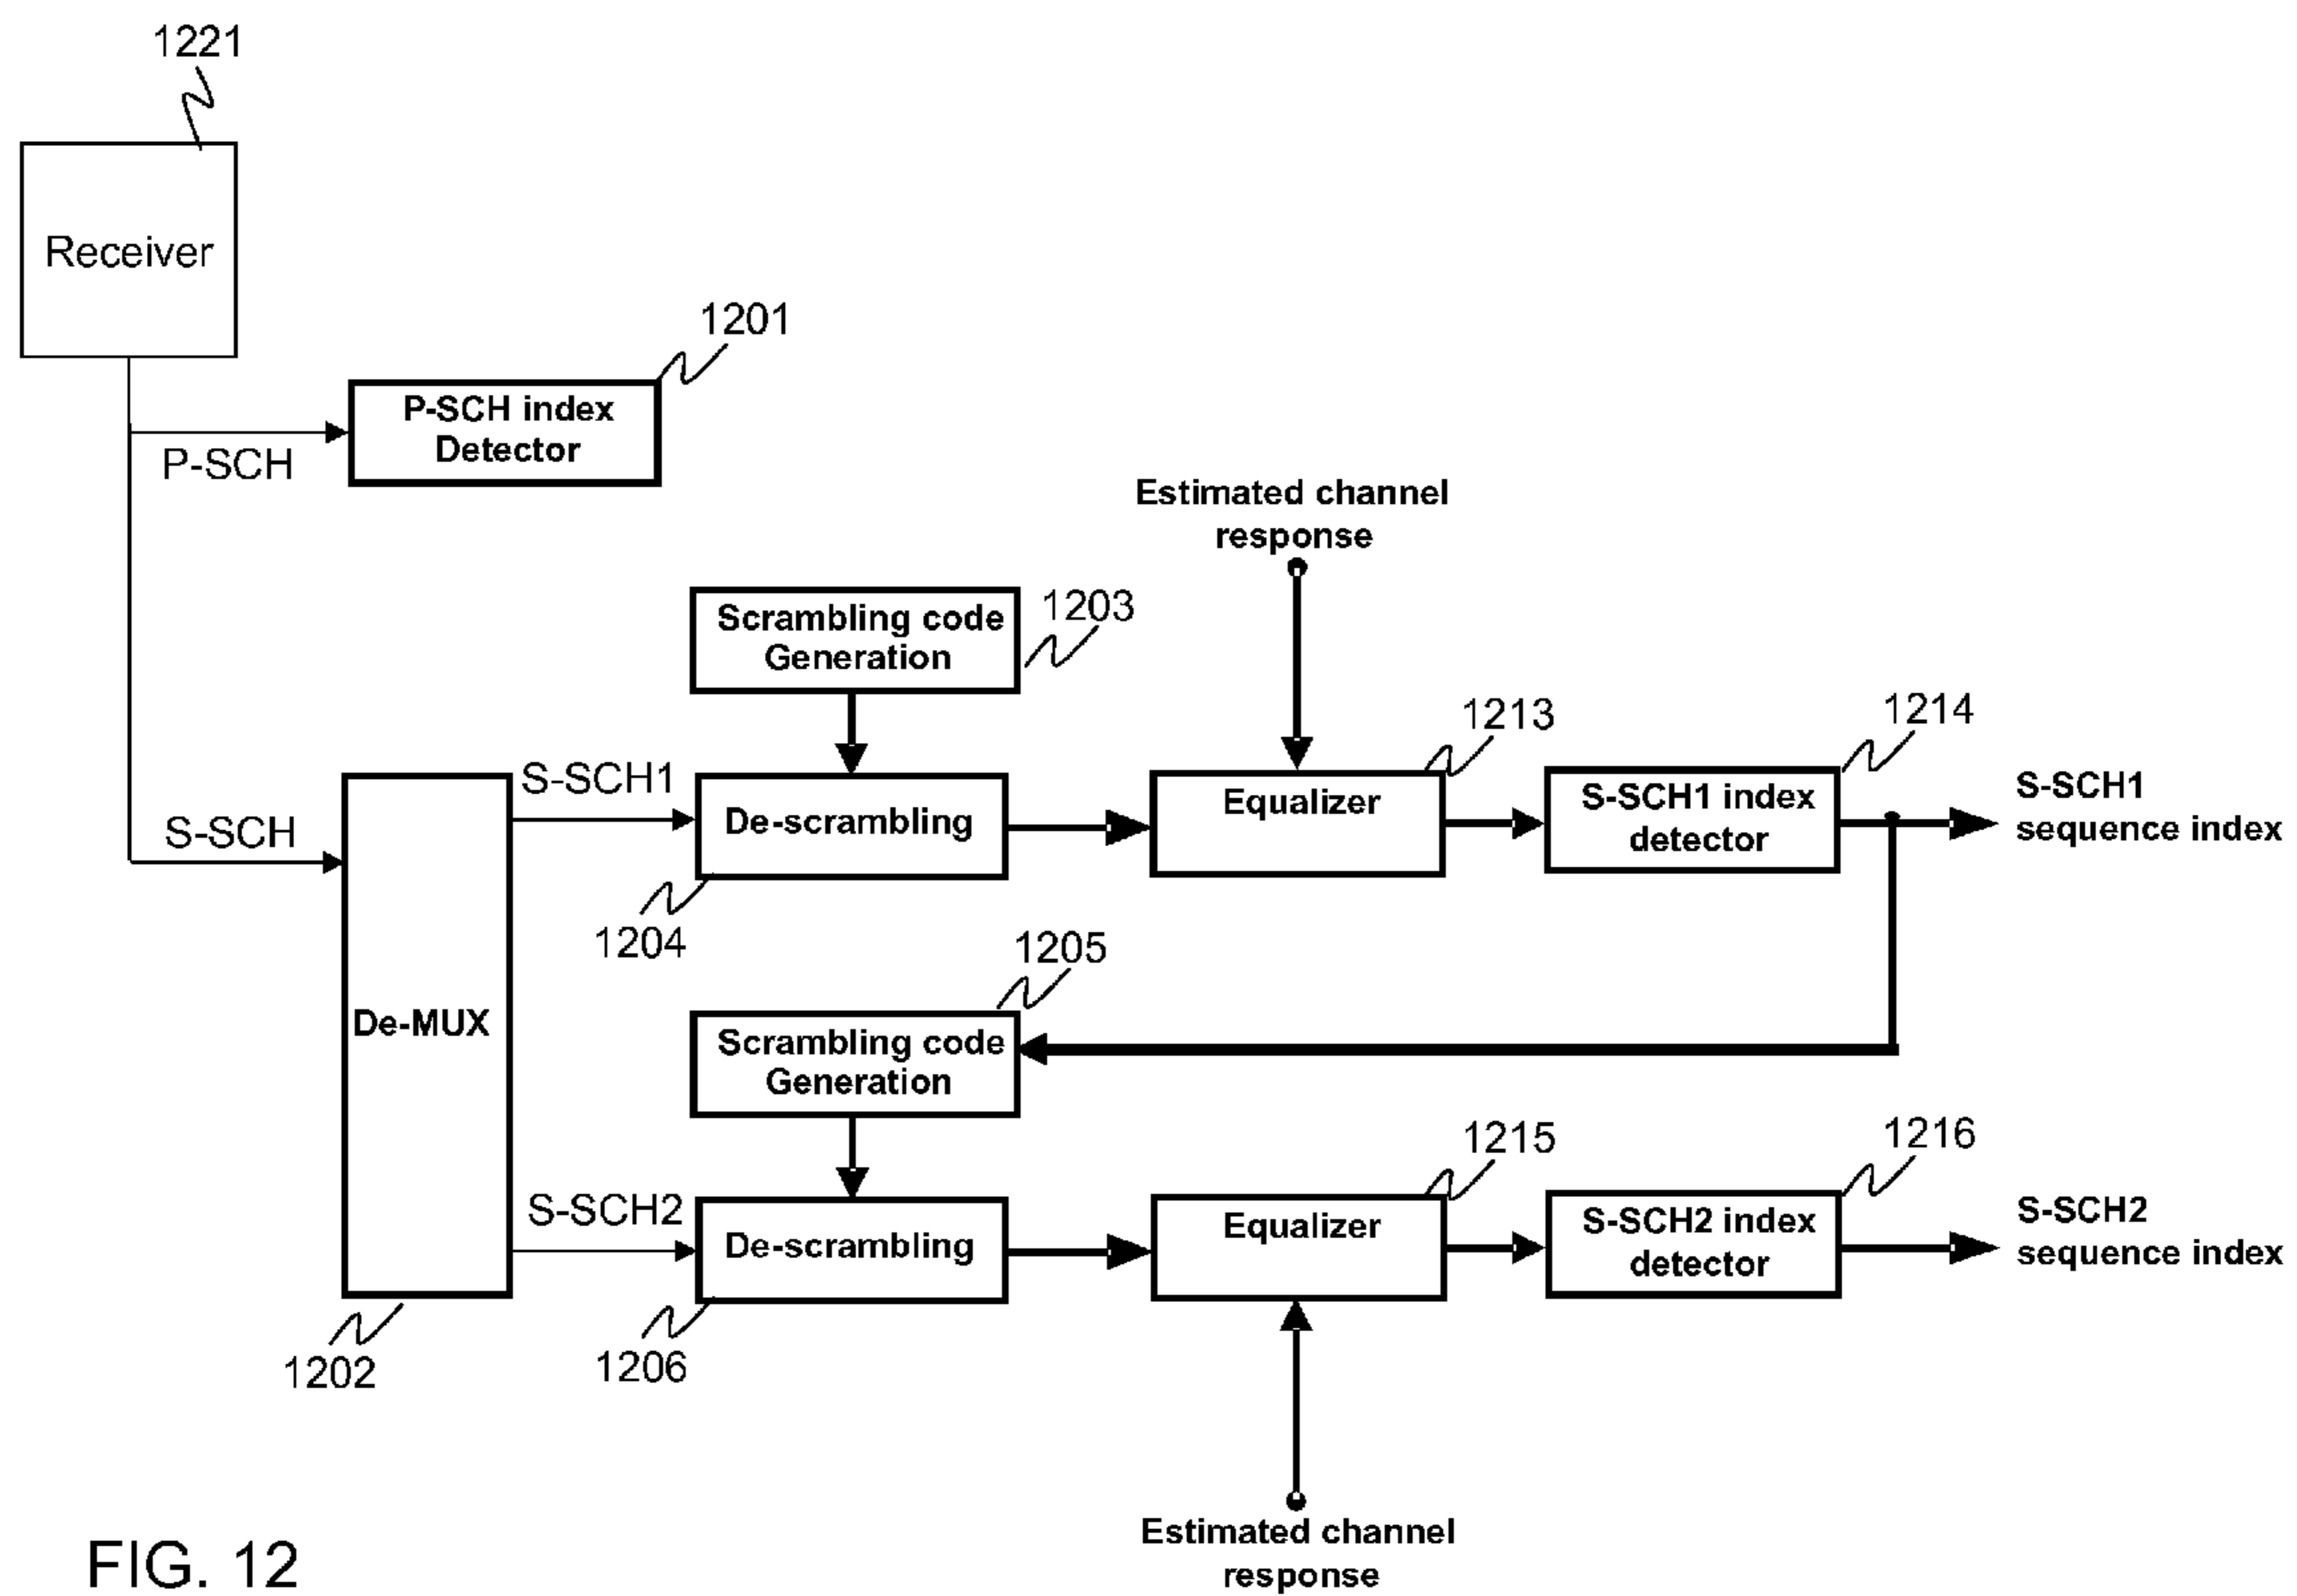 1221
Receiver
1201
P-SCH index
Detector
P-SCH
Estimated channel
response
Scrambling code
Generation
1203
1213
1214
S-SCH1
De-scrambling
Equalizer
S-SCH1 index
detector
S-SCH1
sequence index
S-SCH
1204
1205
De-MUX
Scrambling code
Generation
1215
1216
S-SCH2
De-scrambling
Equalizer
S-SCH2 index
detector
S-SCH2
sequence index
1202
1206
Estimated channel
response
FIG. 12